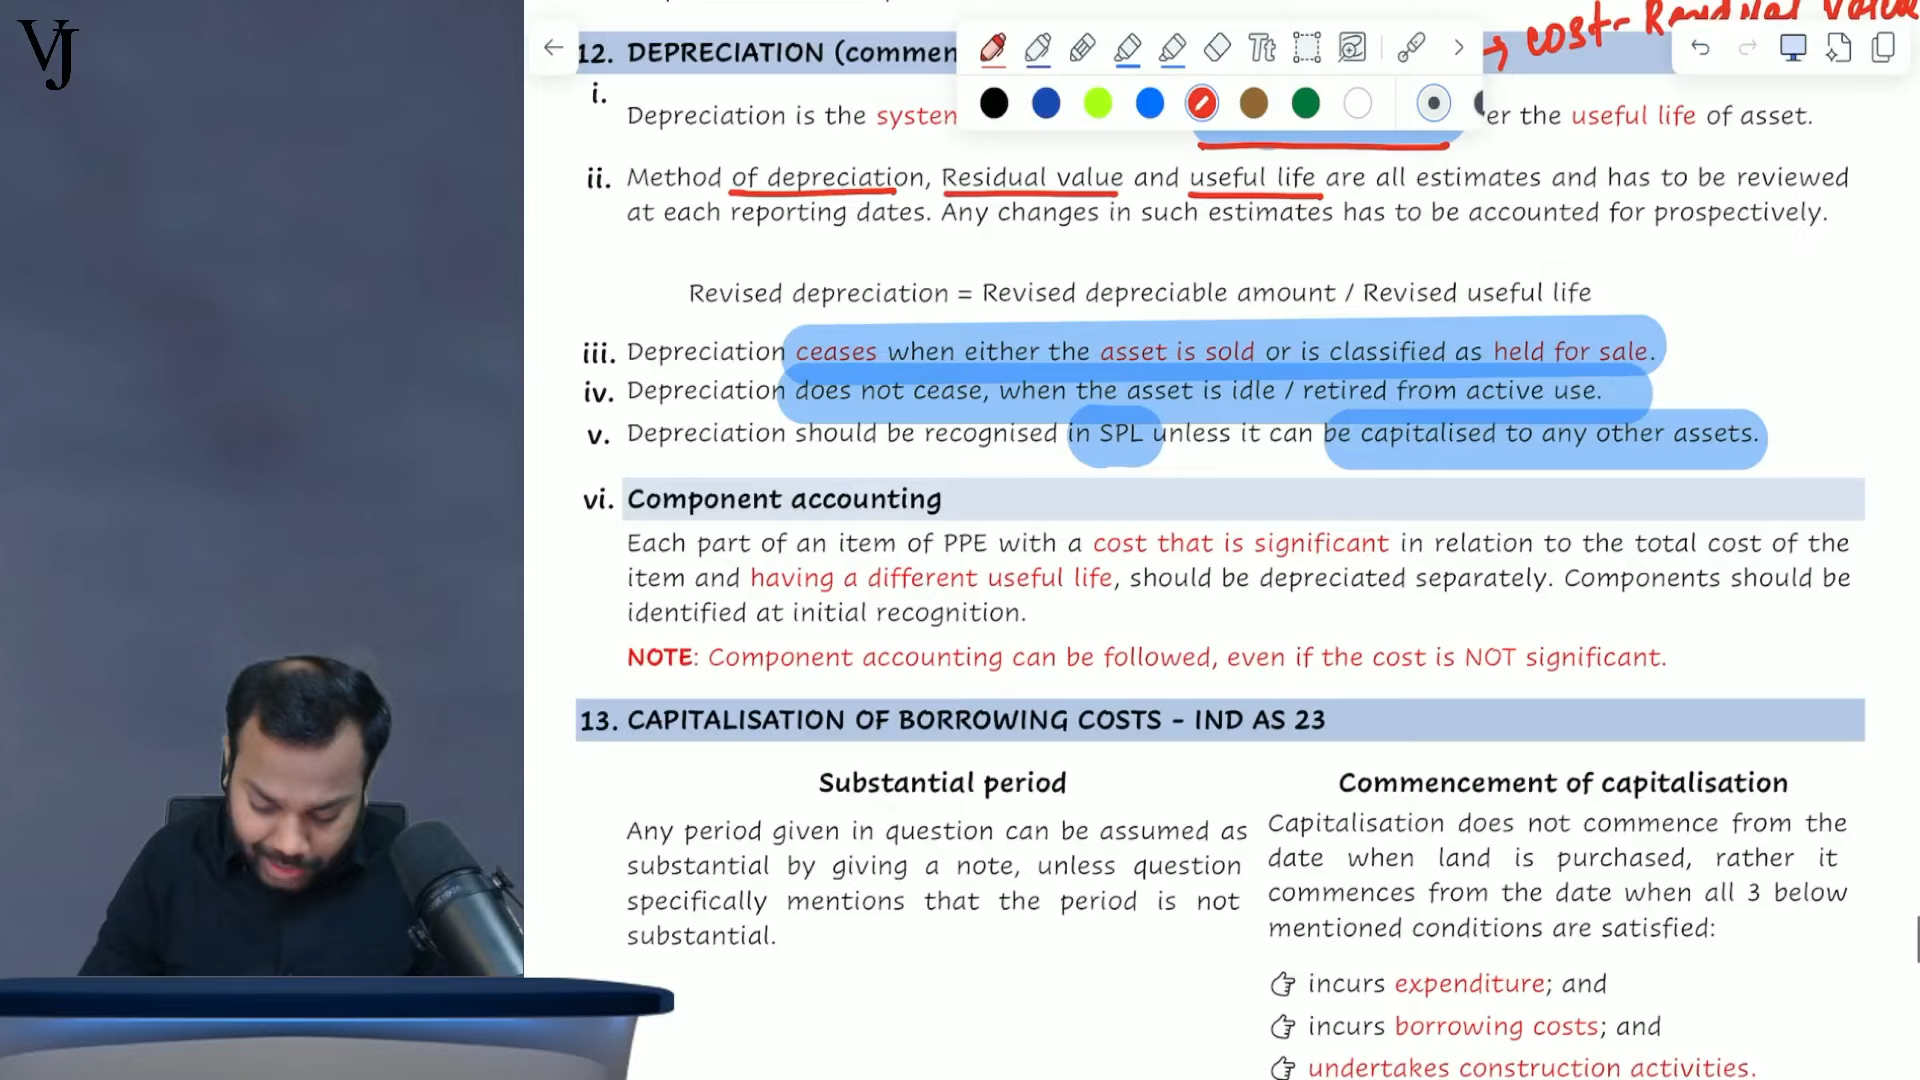 VJ
cost- Residual Value
12. DEPRECIATION (commen
i.
Depreciation is the system
er the useful life of asset.
ii. Method of depreciation, Residual value and useful life are all estimates and has to be reviewed
at each reporting dates. Any changes in such estimates has to be accounted for prospectively.
Revised depreciation = Revised depreciable amount / Revised useful life
iii. Depreciation ceases when either the asset is sold or is classified as held for sale.
iv. Depreciation does not cease, when the asset is idle / retired from active use.
v. Depreciation should be recognised in SPL unless it can be capitalised to any other assets.
vi. Component accounting
Each part of an item of PPE with a cost that is significant in relation to the total cost of the
item and having a different useful life, should be depreciated separately. Components should be
identified at initial recognition.
NOTE: Component accounting can be followed, even if the cost is NOT significant.
13. CAPITALISATION OF BORROWING COSTS - IND AS 23
Substantial period
Any period given in question can be assumed as
substantial by giving a note, unless question
specifically mentions that the period is not
substantial.
Commencement of capitalisation
Capitalisation does not commence from the
date when land is purchased, rather it
commences from the date when all 3 below
mentioned conditions are satisfied:
incurs expenditure; and
incurs borrowing costs; and
undertakes construction activities.